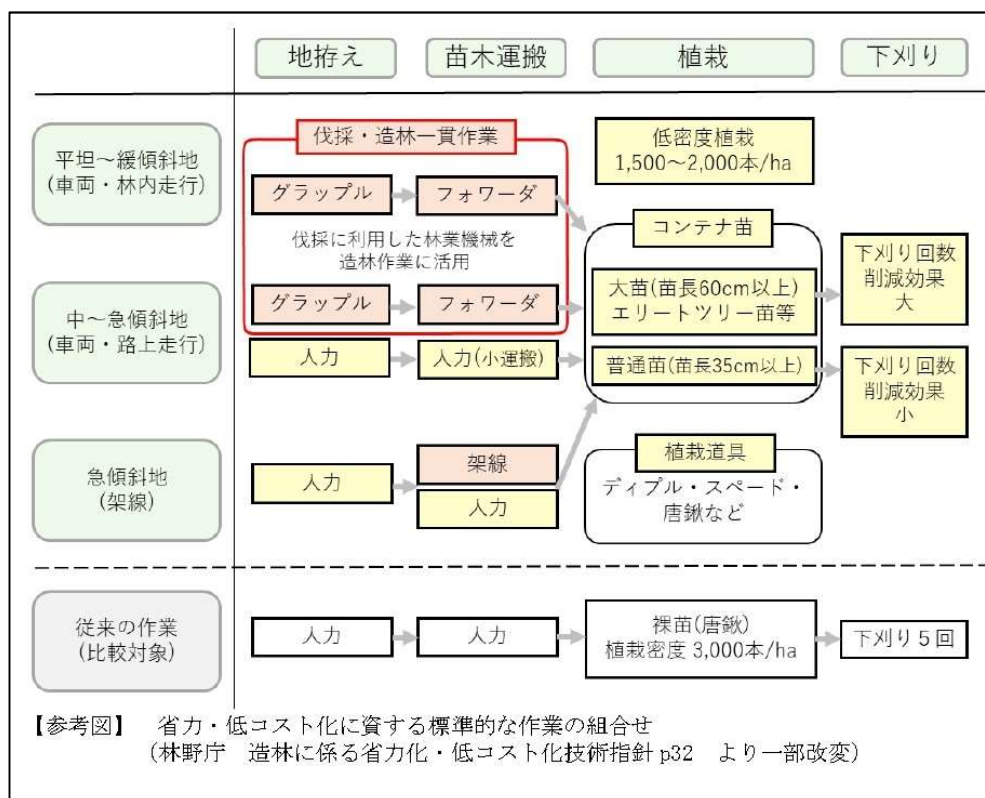 地拵え
苗木運搬
植栽
下刈り
平坦～緩傾斜地
(車両・林内走行)
伐採・造林一貫作業
グラップル
フォワーダ
伐採に利用した林業機械を
造林作業に活用
低密度植栽
1,500～2,000本/ha
コンテナ苗
中～急傾斜地
(車両・路上走行)
グラップル
フォワーダ
大苗(苗長60cm以上)
エリートツリー苗等
下刈り回数
削減効果
大
人力
人力(小運搬)
普通苗(苗長35cm以上)
下刈り回数
削減効果
小
急傾斜地
(架線)
人力
架線
人力
植栽道具
ディブル・スペード・
唐鍬など
従来の作業
(比較対象)
人力
人力
裸苗(唐鍬)
植栽密度 3,000本/ha
下刈り５回
【参考図】 省力・低コスト化に資する標準的な作業の組合せ
(林野庁 造林に係る省力化・低コスト化技術指針 p32 より一部改変)